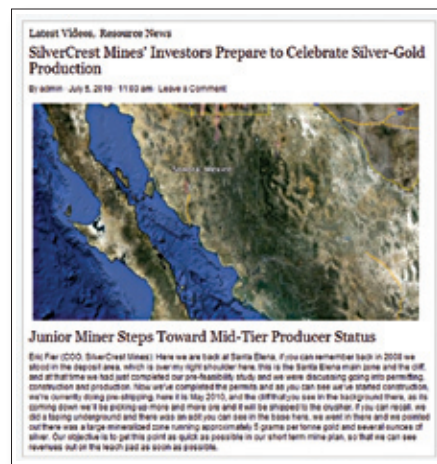 Latest Videos, Resource News
SilverCrest Mines' Investors Prepare to Celebrate Silver-Gold
Production
By admin · July 5, 2010 · 11:03 am · Leave a Comment
Sonora, Mexico
Junior Miner Steps Toward Mid-Tier Producer Status
Eric Fier (COO, SilverCrest Mines): Here we are back at Santa Elena, if you can remember back in 2008 we
stood in the deposit area, which is over my right shoulder here, this is the Santa Elena main zone and the cliff,
and at that time we had just completed our pre-feasibility study and we were discussing going into permitting,
construction and production. Now we've completed the permits and as you can see we've started construction,
we're currently doing pre-stripping, here it is May 2010, and the cliff that you see in the background there, as its
coming down we'll be picking up more and more ore and it will be shipped to the crusher. If you can recall, we
did a taping underground and there was an adit you can see in the base here, we went in there and we pointed
out there was a large mineralized zone running approximately 5 grams per tonne gold and several ounces of
silver. Our objective is to get this point as quick as possible in our short term mine plan, so that we can see
revenues out on the leach pad as soon as possible.